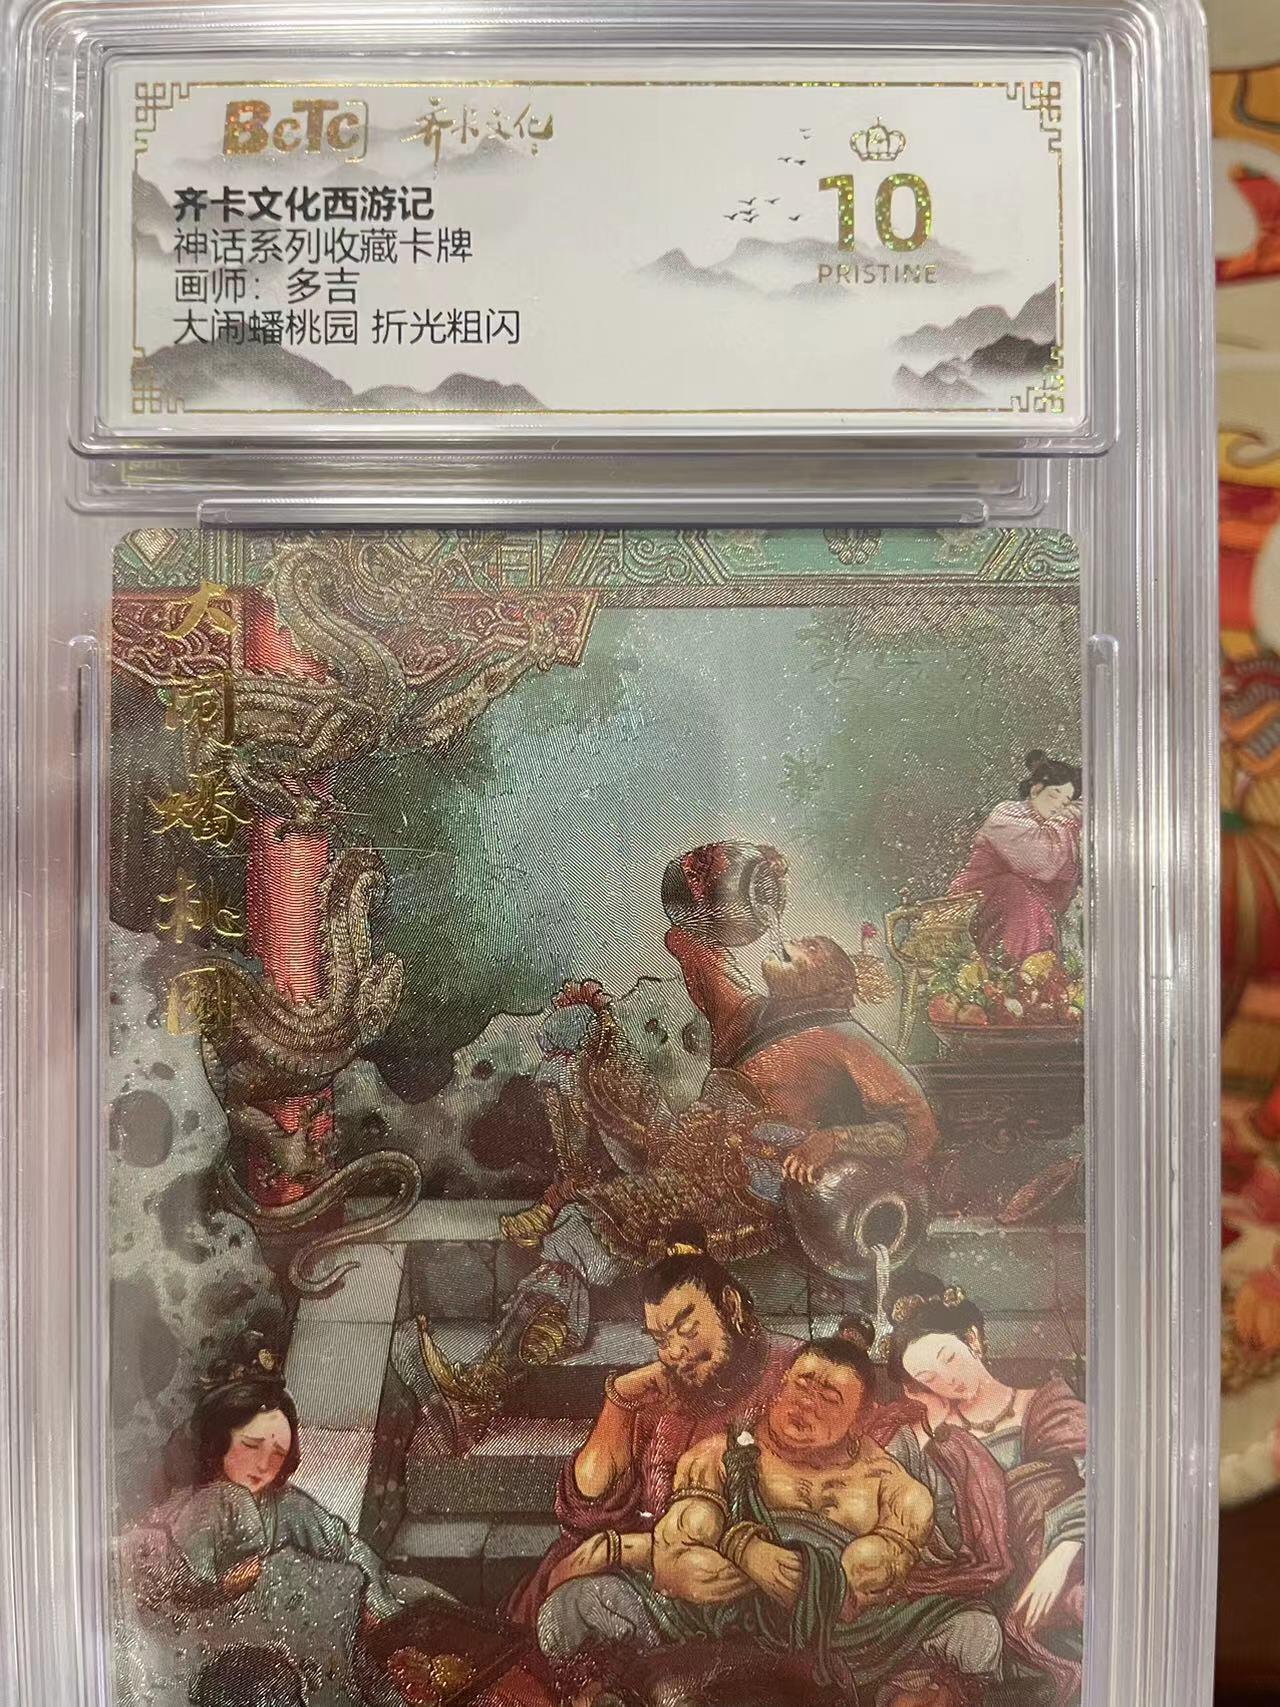 BCTC 齐卡文化
齐卡文化西游记
神话系列收藏卡牌
画师：多吉
大闹蟠桃园 折光粗闪
10
PRISTINE
大闹蟠桃園